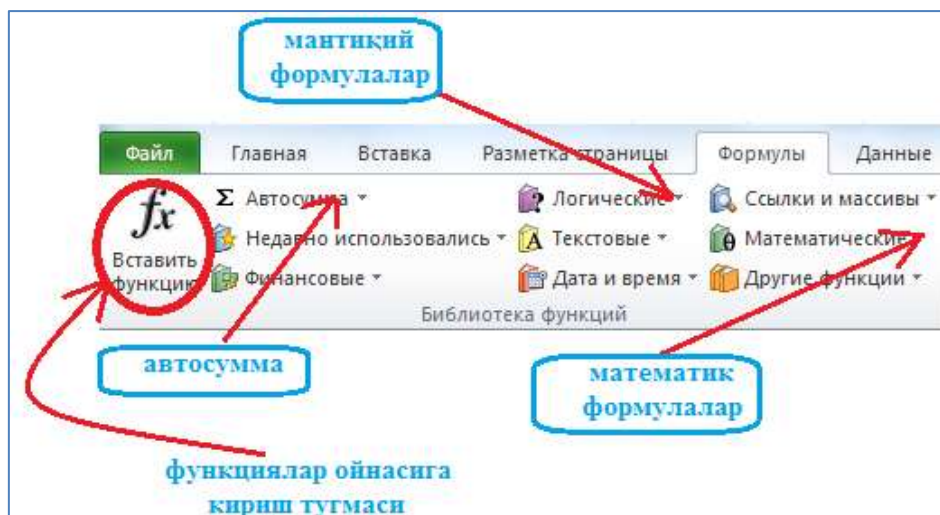 мантиқий
формулалар
Файл Главная Вставка Разметка страницы Формулы Данные
fx Вставить функцию
Σ Автосумма
Недавно использовались
Финансовые
Логические
Текстовые
Дата и время
Ссылки и массивы
Математические
Другие функции
Библиотека функций
автосумма
математик
формулалар
функциялар ойнасига
кириш тугмаси